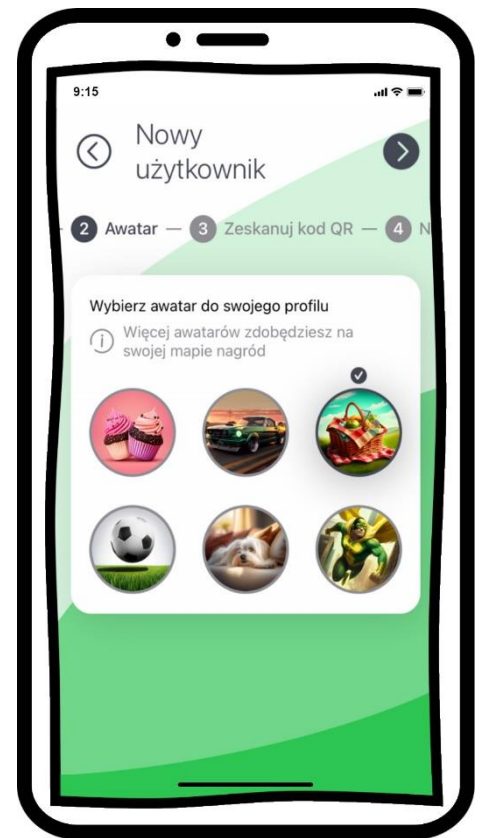 9:15
Nowy
użytkownik
2 Awatar — 3 Zeskanuj kod QR — 4 N
Wybierz awatar do swojego profilu
Więcej awatarów zdobędziesz na
swojej mapie nagród